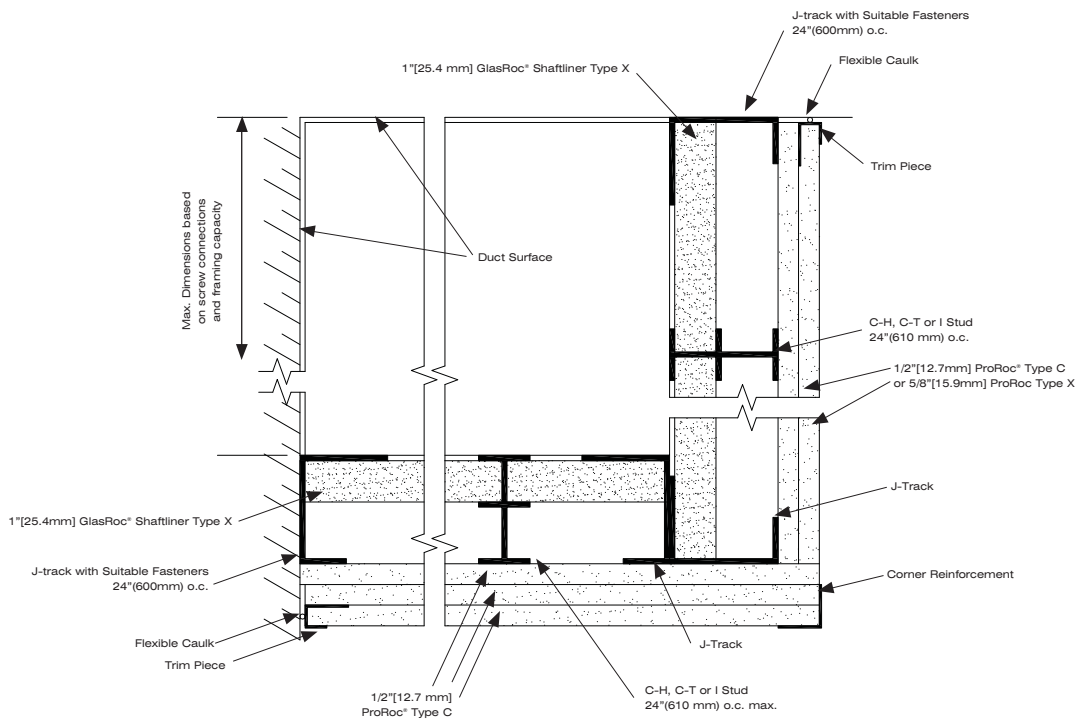 J-track with Suitable Fasteners
24"(600mm) o.c.
Flexible Caulk
1"[25.4 mm] GlasRoc® Shaftliner Type X
Trim Piece
Max. Dimensions based
on screw connections
and framing capacity
Duct Surface
C-H, C-T or I Stud
24"(610 mm) o.c.
1/2"[12.7mm] ProRoc® Type C
or 5/8"[15.9mm] ProRoc Type X
J-Track
1"[25.4mm] GlasRoc® Shaftliner Type X
J-track with Suitable Fasteners
24"(600mm) o.c.
Corner Reinforcement
Flexible Caulk
Trim Piece
J-Track
1/2"[12.7 mm]
ProRoc® Type C
C-H, C-T or I Stud
24"(610 mm) o.c. max.